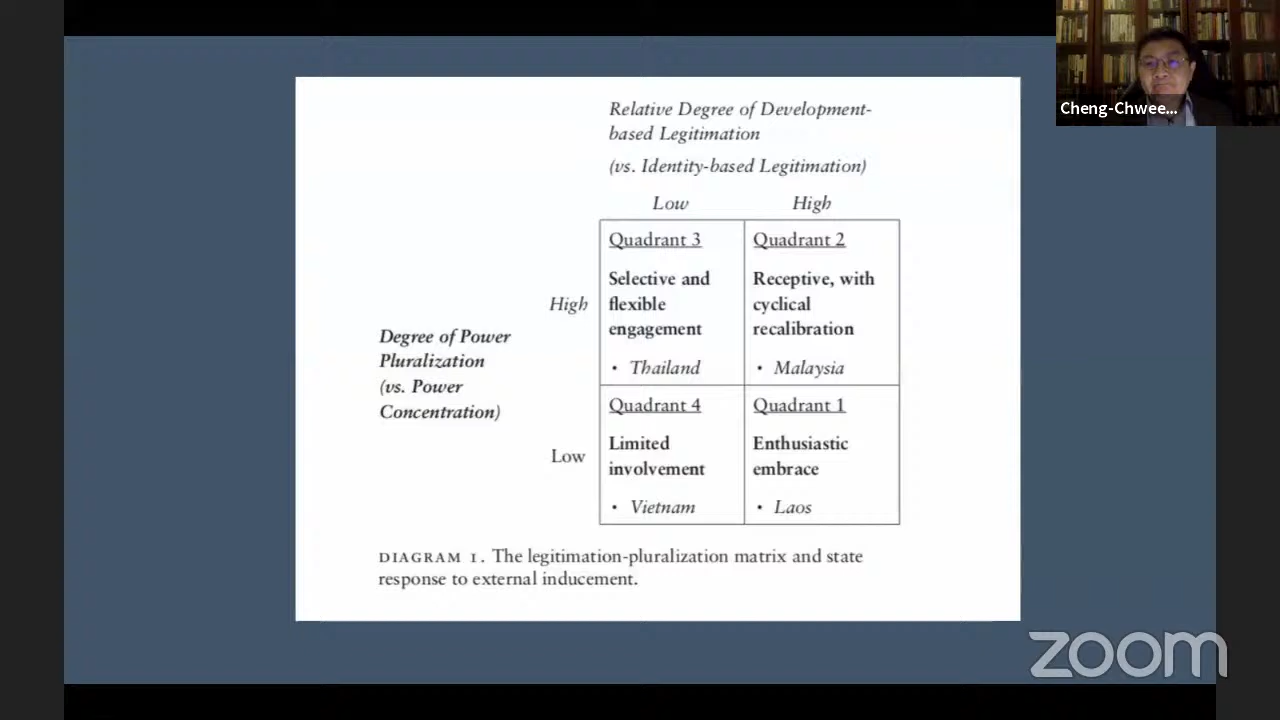 Cheng-Chwee...
Relative Degree of Development-
based Legitimation
(vs. Identity-based Legitimation)
Low
High
Quadrant 3
Selective and
flexible
engagement
• Thailand
Quadrant 2
Receptive, with
cyclical
recalibration
• Malaysia
High
Degree of Power
Pluralization
(vs. Power
Concentration)
Low
Quadrant 4
Limited
involvement
• Vietnam
Quadrant 1
Enthusiastic
embrace
• Laos
DIAGRAM 1. The legitimation-pluralization matrix and state
response to external inducement.
zoom